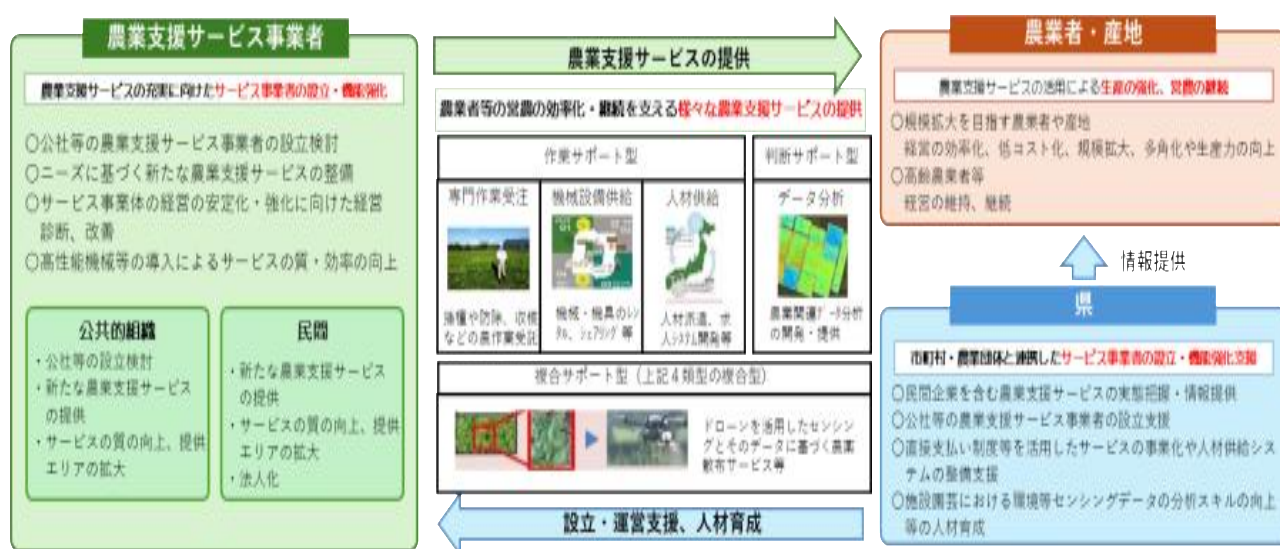 農業支援サービス事業者
農業支援サービスの充実に向けたサービス事業者の設立・機能強化
〇公社等の農業支援サービス事業者の設立検討
〇ニーズに基づく新たな農業支援サービスの整備
〇サービス事業体の経営の安定化・強化に向けた経営
診断、改善
〇高性能機械等の導入によるサービスの質・効率の向上
公共的組織
・公社等の設立検討
・新たな農業支援サービス
の提供
・サービスの質の向上、提供
エリアの拡大
民間
・新たな農業支援サービス
の提供
・サービスの質の向上、提供
エリアの拡大
・法人化
農業支援サービスの提供
農業者等の営農の効率化・継続を支える様々な農業支援サービスの提供
作業サポート型
判断サポート型
専門作業受注
機械設備供給
人材供給
データ分析
播種や防除、収穫
などの農作業受託
機械・機具のレン
タル、シェアリング 等
人材派遣、求
人システム開発等
農業関連データ分析
の開発・提供
複合サポート型（上記４類型の複合型）
ドローンを活用したセンシン
グとそのデータに基づく農薬
散布サービス等
設立・運営支援、人材育成
農業者・産地
農業支援サービスの活用による生産の強化、営農の継続
〇規模拡大を目指す農業者や産地
経営の効率化、低コスト化、規模拡大、多角化や生産力の向上
〇高齢農業者等
経営の維持、継続
情報提供
県
市町村・農業団体と連携したサービス事業者の設立・機能強化支援
〇民間企業を含む農業支援サービスの実態把握・情報提供
〇公社等の農業支援サービス事業者の設立支援
〇直接支払い制度等を活用したサービスの事業化や人材供給シス
テムの整備支援
〇施設園芸における環境等センシングデータの分析スキルの向上
等の人材育成